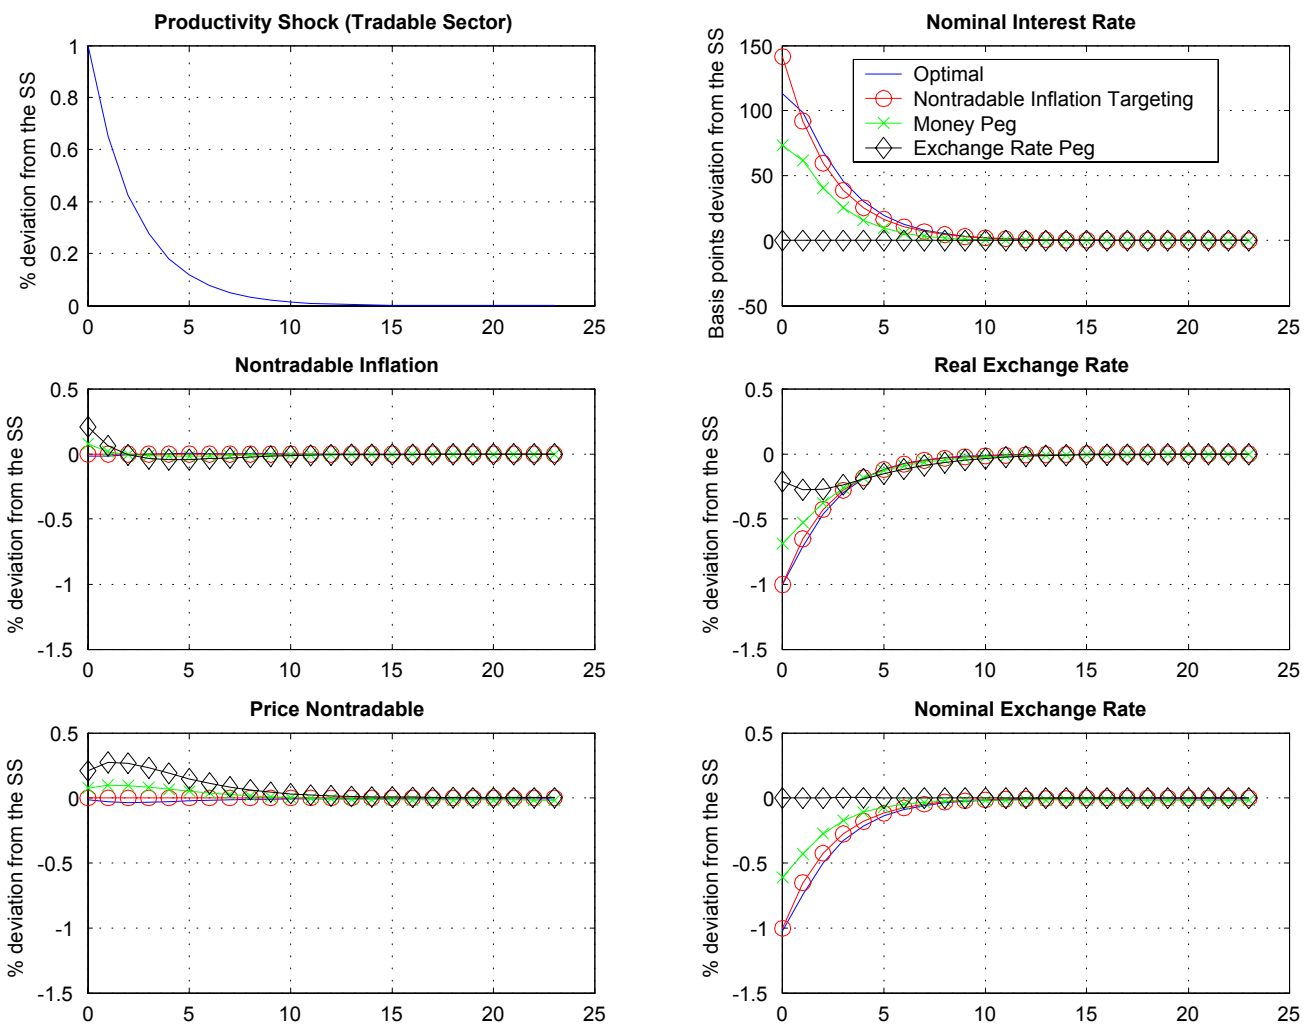 Productivity Shock (Tradable Sector)
% deviation from the SS
1
0.8
0.6
0.4
0.2
0
0 5 10 15 20 25
Nominal Interest Rate
Basis points deviation from the SS
150
100
50
0
-50
0 5 10 15 20 25
Optimal
Nontradable Inflation Targeting
Money Peg
Exchange Rate Peg
Nontradable Inflation
% deviation from the SS
0.5
0
-0.5
-1
-1.5
0 5 10 15 20 25
Real Exchange Rate
% deviation from the SS
0.5
0
-0.5
-1
-1.5
0 5 10 15 20 25
Price Nontradable
% deviation from the SS
0.5
0
-0.5
-1
-1.5
0 5 10 15 20 25
Nominal Exchange Rate
% deviation from the SS
0.5
0
-0.5
-1
-1.5
0 5 10 15 20 25